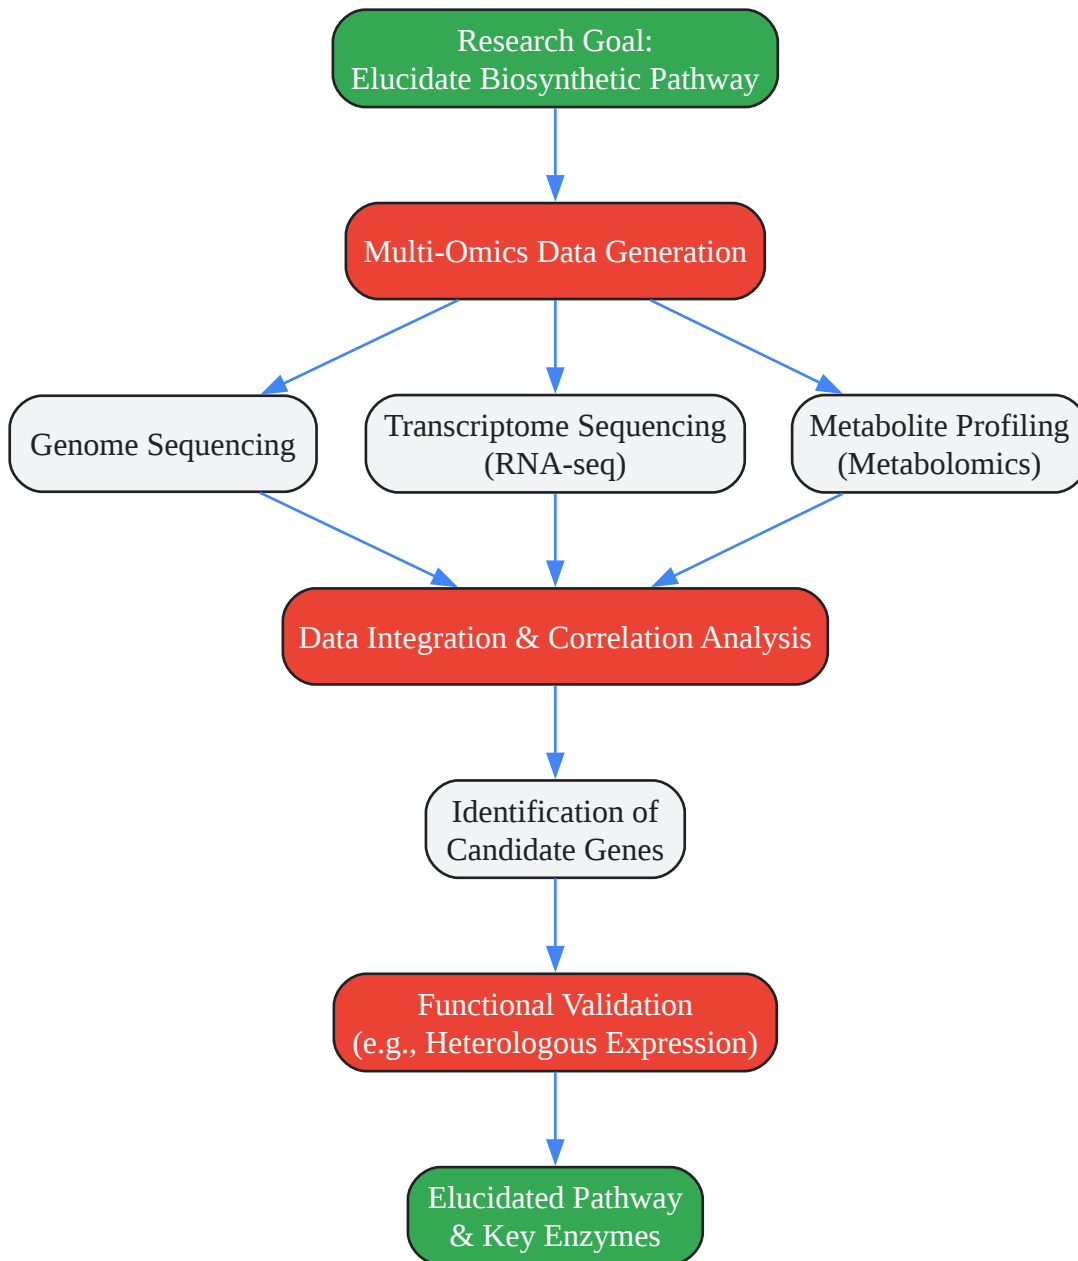 Research Goal:
Elucidate Biosynthetic Pathway
Multi-Omics Data Generation
Genome Sequencing
Transcriptome Sequencing
(RNA-seq)
Metabolite Profiling
(Metabolomics)
Data Integration & Correlation Analysis
Identification of
Candidate Genes
Functional Validation
(e.g., Heterologous Expression)
Elucidated Pathway
& Key Enzymes